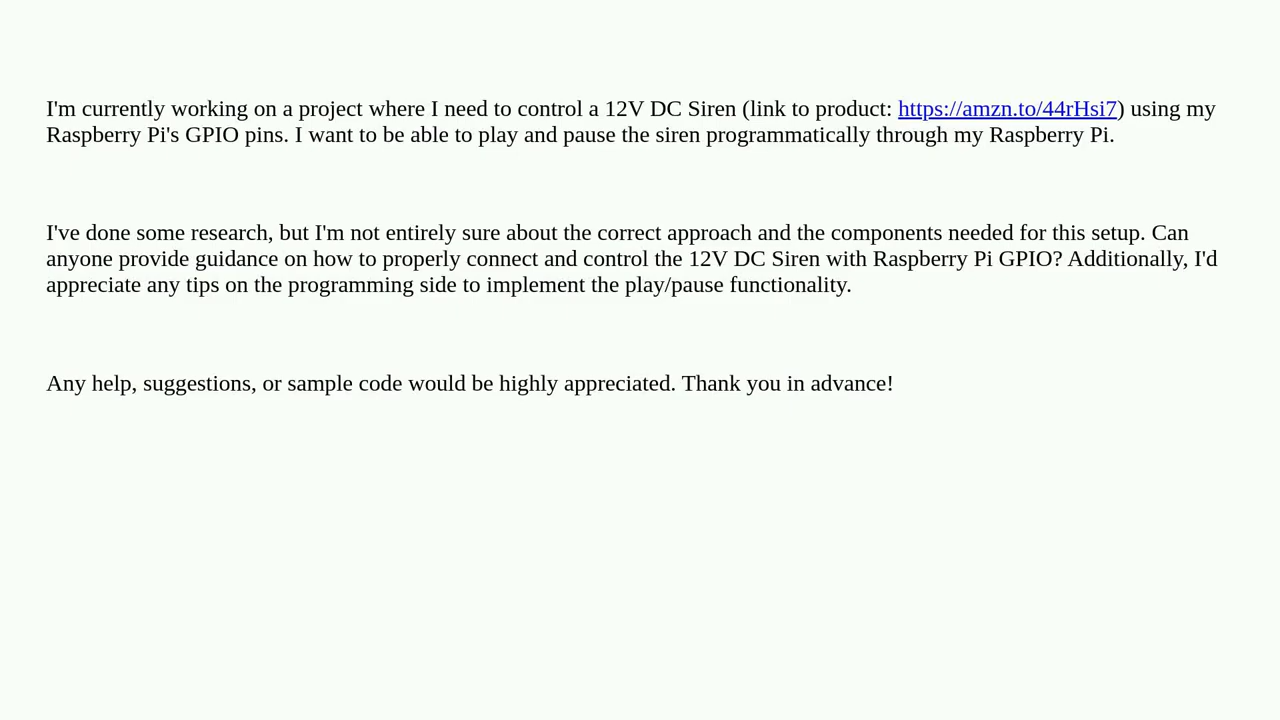 I'm currently working on a project where I need to control a 12V DC Siren (link to product: https://amzn.to/44rHsi7) using my
Raspberry Pi's GPIO pins. I want to be able to play and pause the siren programmatically through my Raspberry Pi.
I've done some research, but I'm not entirely sure about the correct approach and the components needed for this setup. Can
anyone provide guidance on how to properly connect and control the 12V DC Siren with Raspberry Pi GPIO? Additionally, I'd
appreciate any tips on the programming side to implement the play/pause functionality.
Any help, suggestions, or sample code would be highly appreciated. Thank you in advance!